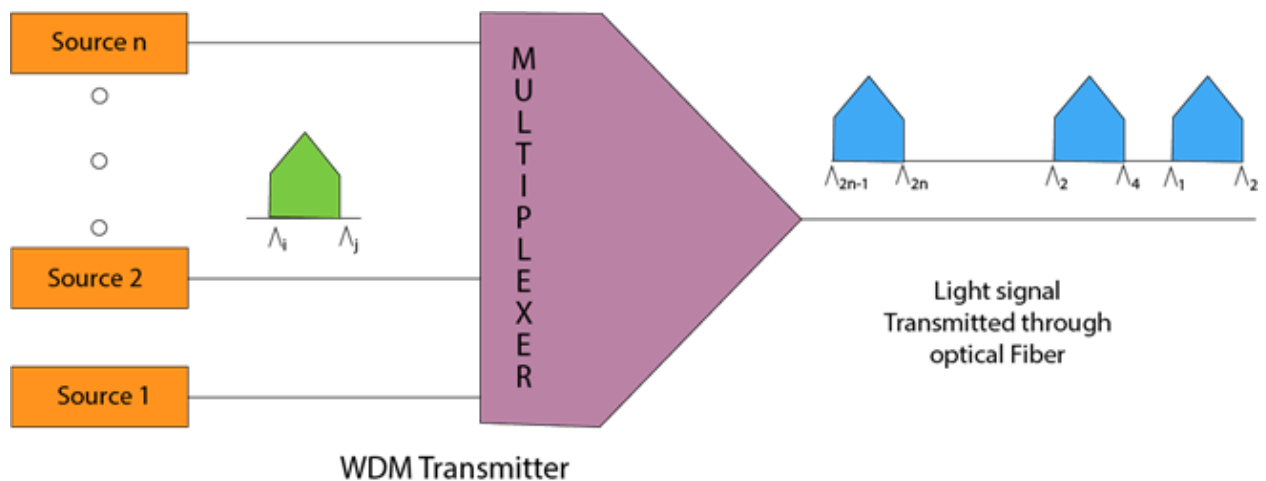 Source n
MULTIPLEXER
Λ2n-1 Λ2n Λ2 Λ4 Λ1 Λ2
Λi Λj
Source 2
Light signal
Transmitted through
optical Fiber
Source 1
WDM Transmitter